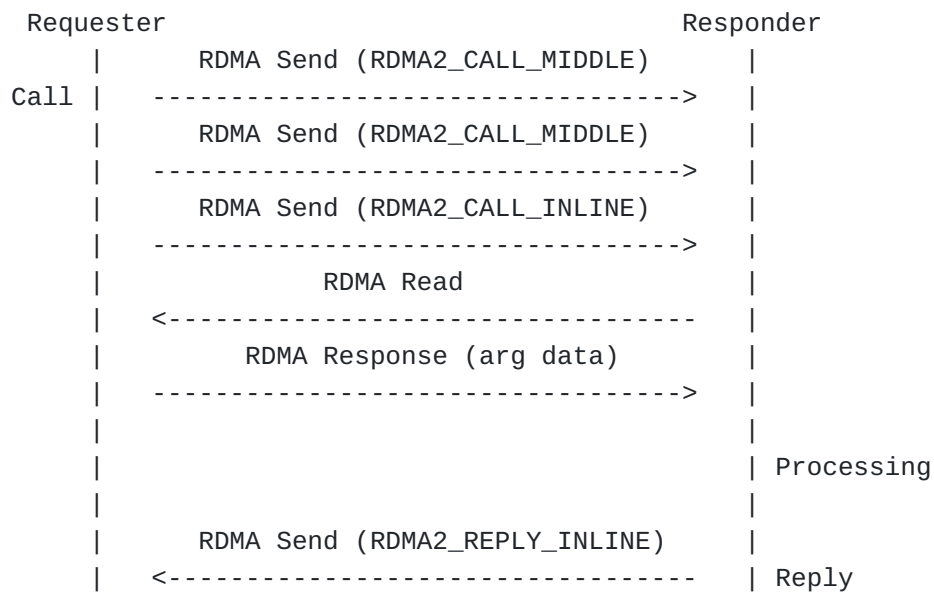 Requester                                   Responder
     |      RDMA Send (RDMA2_CALL_MIDDLE)      |
Call |   ---------------------------------->   |
     |      RDMA Send (RDMA2_CALL_MIDDLE)      |
     |   ---------------------------------->   |
     |      RDMA Send (RDMA2_CALL_INLINE)      |
     |   ---------------------------------->   |
     |              RDMA Read                  |
     |   <----------------------------------   |
     |         RDMA Response (arg data)        |
     |   ---------------------------------->   |
     |                                         |
     |                                         | Processing
     |                                         |
     |      RDMA Send (RDMA2_REPLY_INLINE)     |
     |   <----------------------------------   | Reply